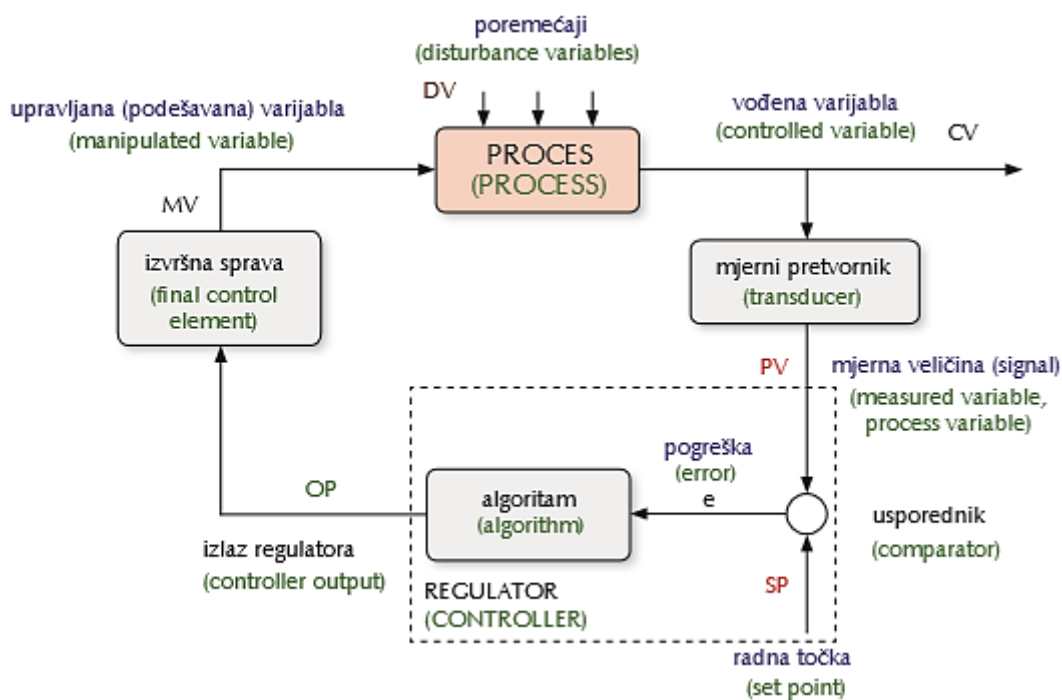 poremećaji
(disturbance variables)
DV
upravljana (podešavana) varijabla
(manipulated variable)
vođena varijabla
(controlled variable)
CV
PROCES
(PROCESS)
MV
izvršna sprava
(final control
element)
mjerni pretvornik
(transducer)
PV
mjerna veličina (signal)
(measured variable,
process variable)
pogreška
(error)
e
OP
algoritam
(algorithm)
usporednik
(comparator)
izlaz regulatora
(controller output)
REGULATOR
(CONTROLLER)
SP
radna točka
(set point)